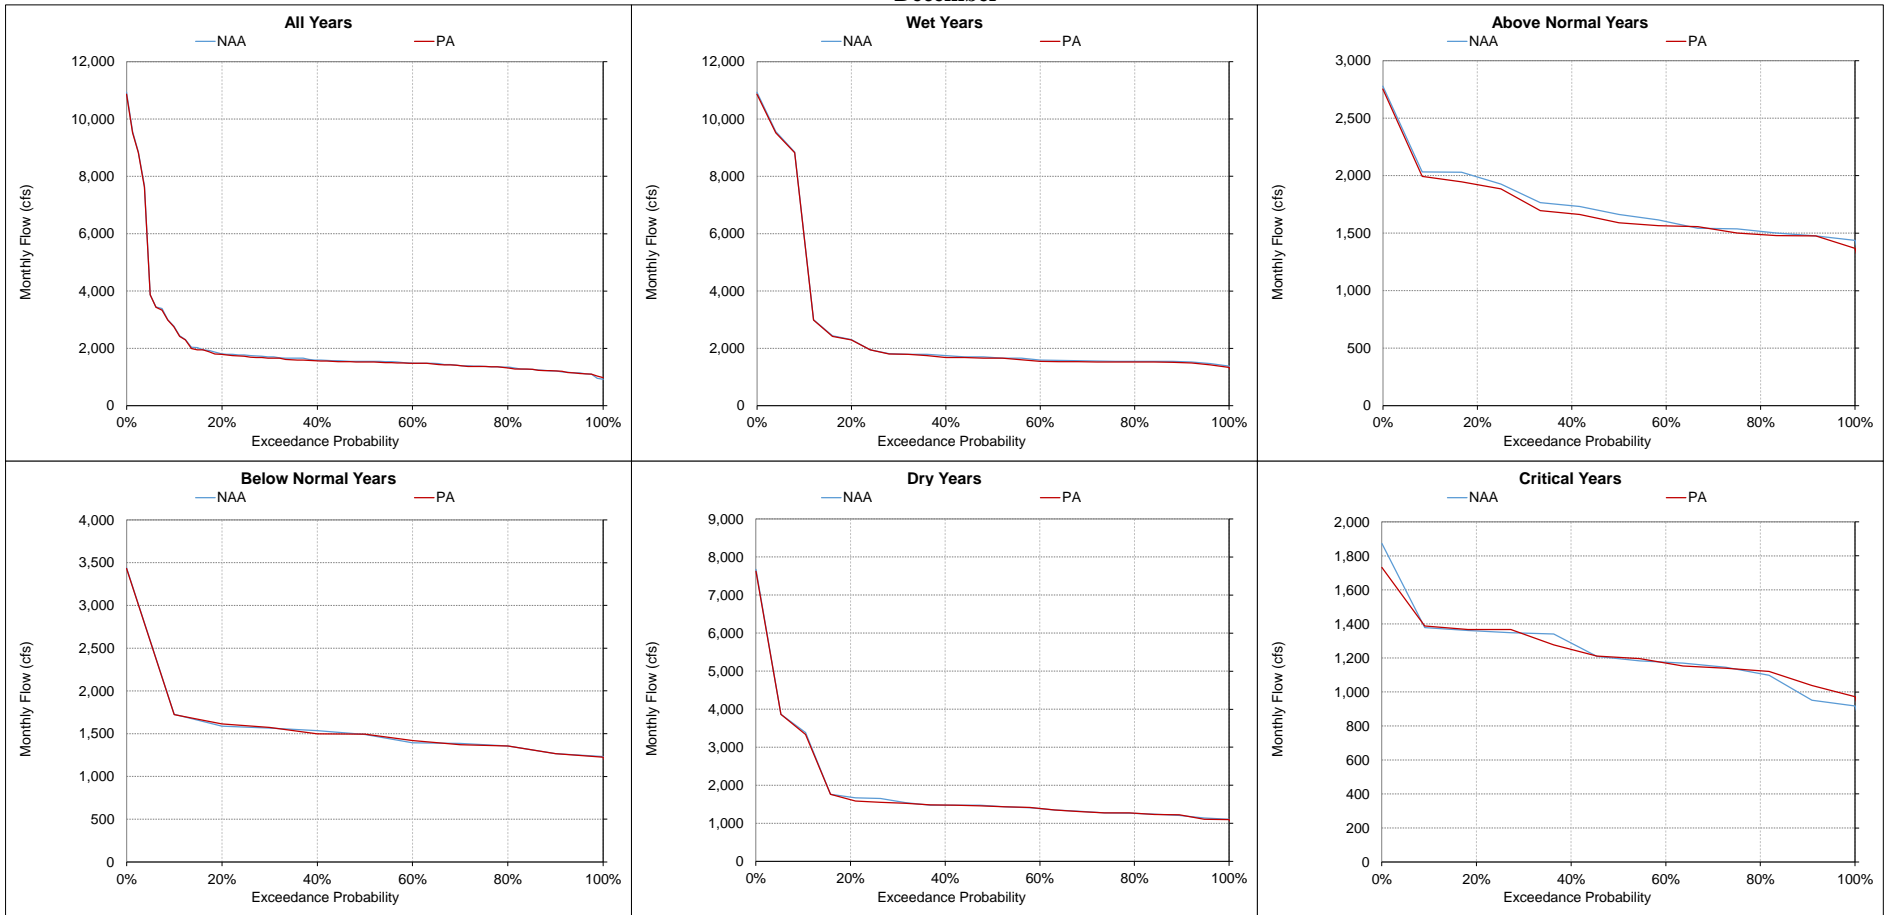 December
All Years
NAA PA
12,000
10,000
8,000
6,000
4,000
2,000
0
Monthly Flow (cfs)
0% 20% 40% 60% 80% 100%
Exceedance Probability
Wet Years
NAA PA
12,000
10,000
8,000
6,000
4,000
2,000
0
Monthly Flow (cfs)
0% 20% 40% 60% 80% 100%
Exceedance Probability
Above Normal Years
NAA PA
3,000
2,500
2,000
1,500
1,000
500
0
Monthly Flow (cfs)
0% 20% 40% 60% 80% 100%
Exceedance Probability
Below Normal Years
NAA PA
4,000
3,500
3,000
2,500
2,000
1,500
1,000
500
0
Monthly Flow (cfs)
0% 20% 40% 60% 80% 100%
Exceedance Probability
Dry Years
NAA PA
9,000
8,000
7,000
6,000
5,000
4,000
3,000
2,000
1,000
0
Monthly Flow (cfs)
0% 20% 40% 60% 80% 100%
Exceedance Probability
Critical Years
NAA PA
2,000
1,800
1,600
1,400
1,200
1,000
800
600
400
200
0
Monthly Flow (cfs)
0% 20% 40% 60% 80% 100%
Exceedance Probability